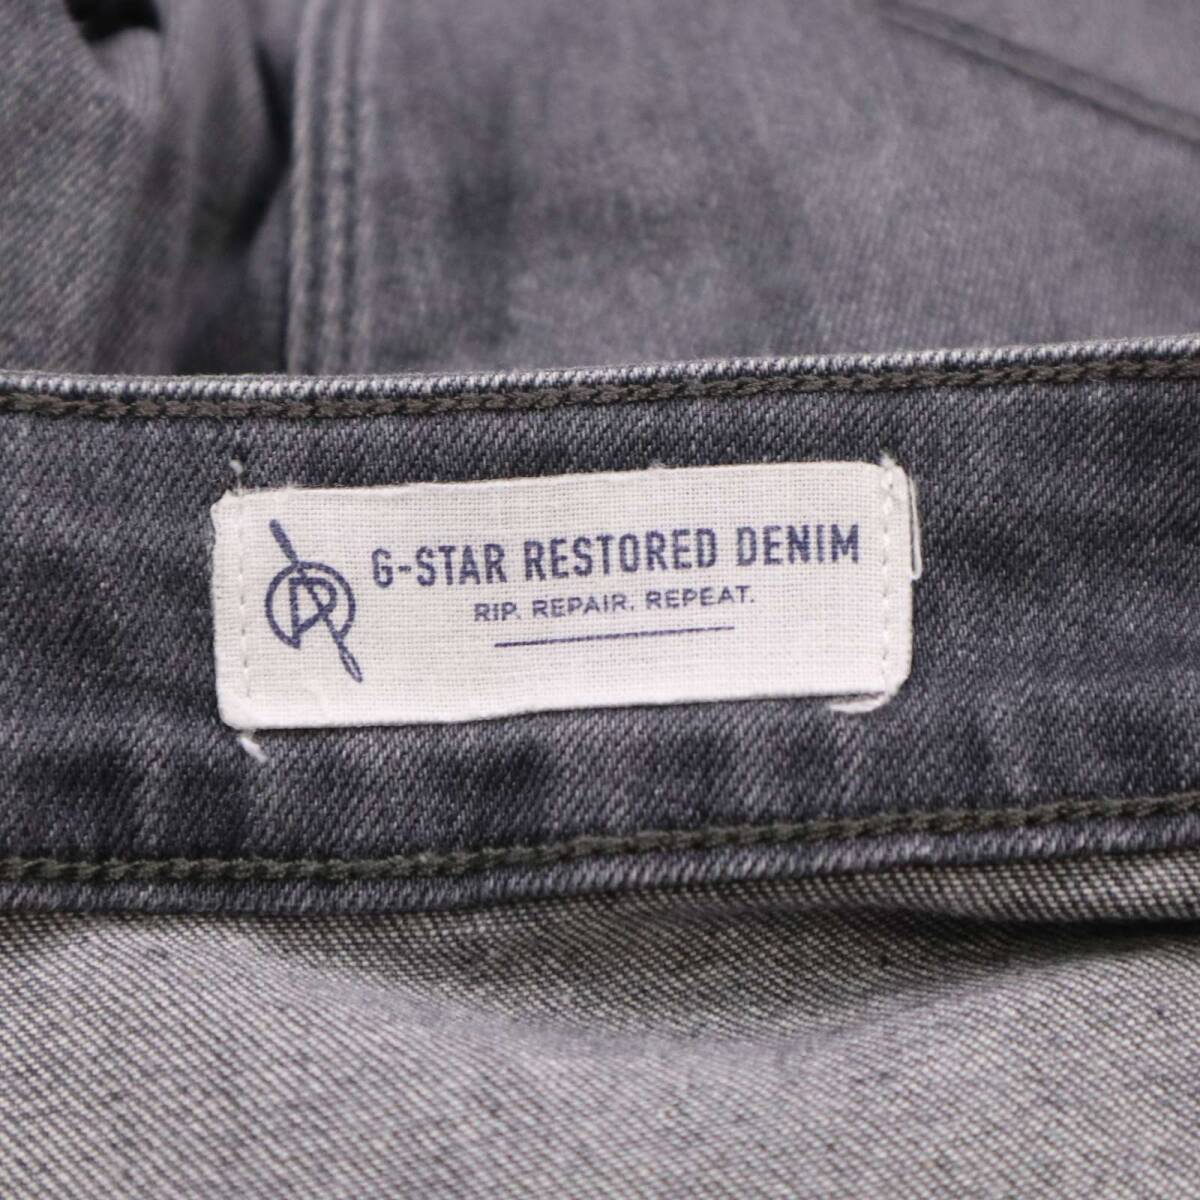 G-STAR RESTORED DENIM
RIP. REPAIR. REPEAT.